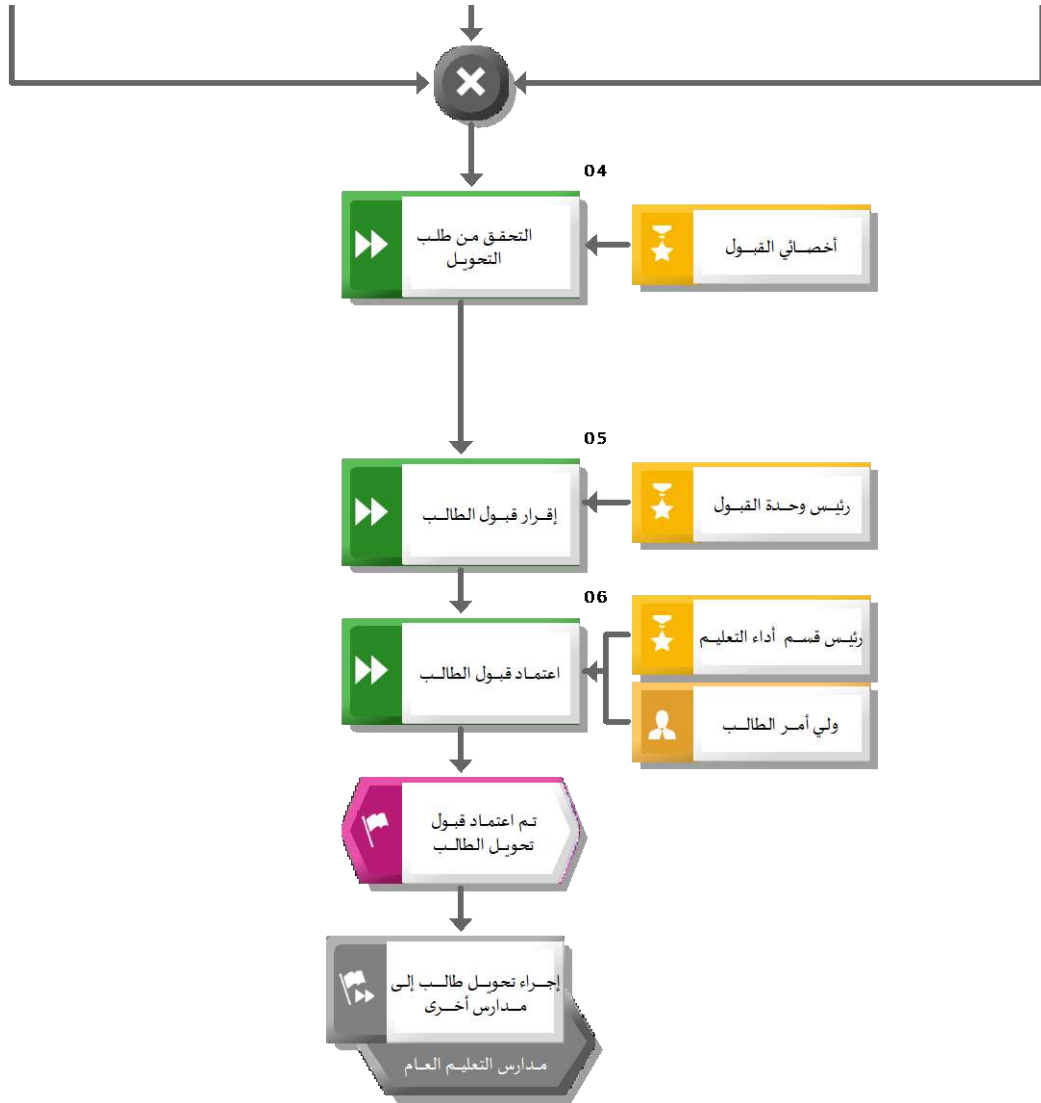 04
التحقق من طلب
التحويل
أخصائي القبول
05
إقرار قبول الطالب
رئيس وحدة القبول
06
اعتماد قبول الطالب
رئيس قسم أداء التعليم
ولي أمر الطالب
تم اعتماد قبول
تحويل الطالب
إجراء تحويل طالب إلى
مدارس أخرى
مدارس التعليم العام